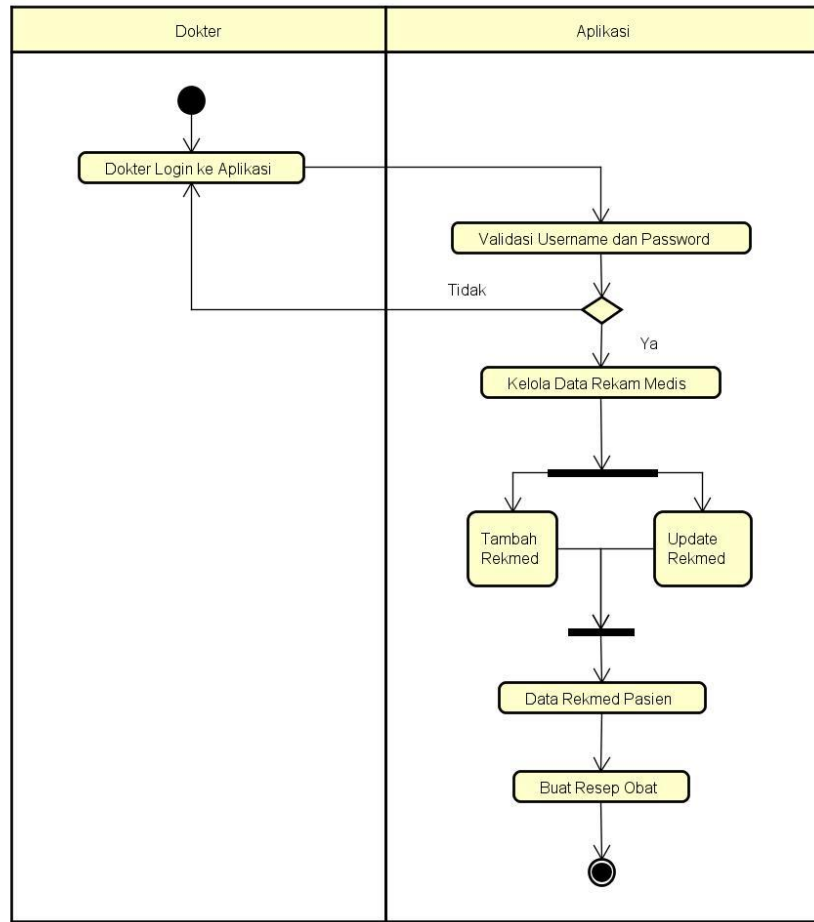 Dokter
Aplikasi
Dokter Login ke Aplikasi
Validasi Username dan Password
Tidak
Ya
Kelola Data Rekam Medis
Tambah
Rekmed
Update
Rekmed
Data Rekmed Pasien
Buat Resep Obat